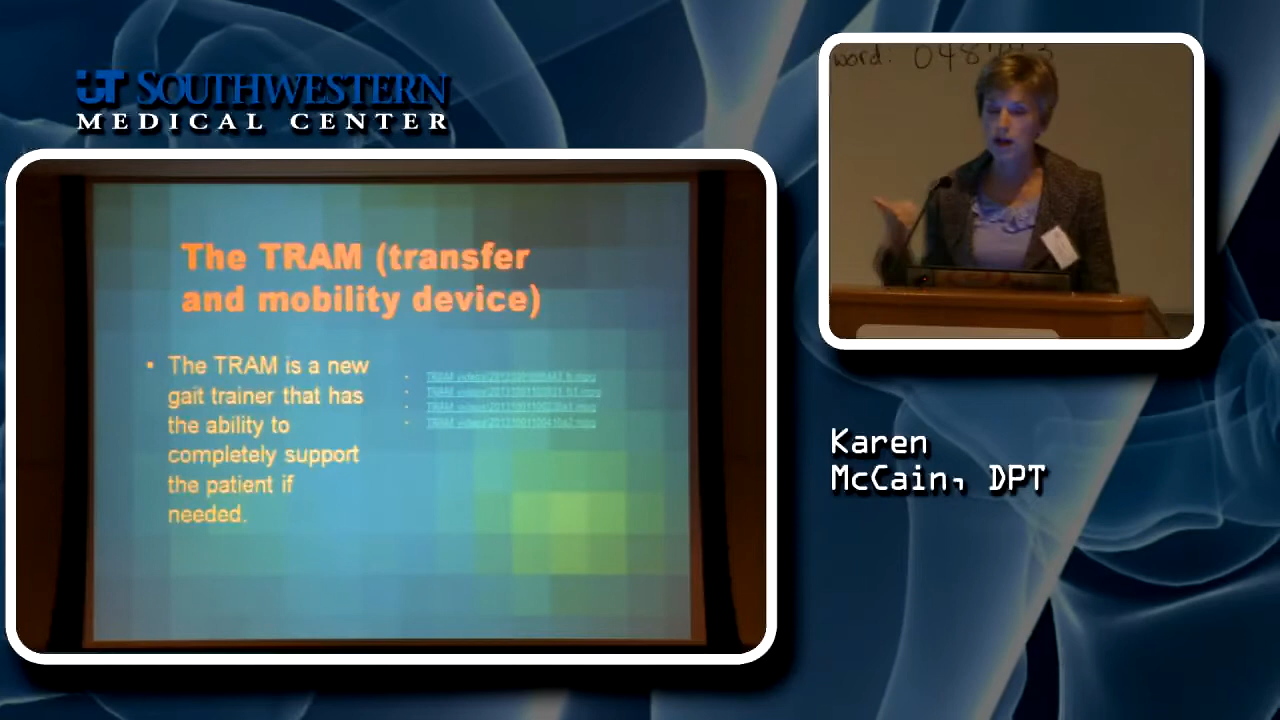 UT SOUTHWESTERN
MEDICAL CENTER
The TRAM (transfer
and mobility device)
• The TRAM is a new
gait trainer that has
the ability to
completely support
the patient if
needed.
word:
Karen
McCain, DPT